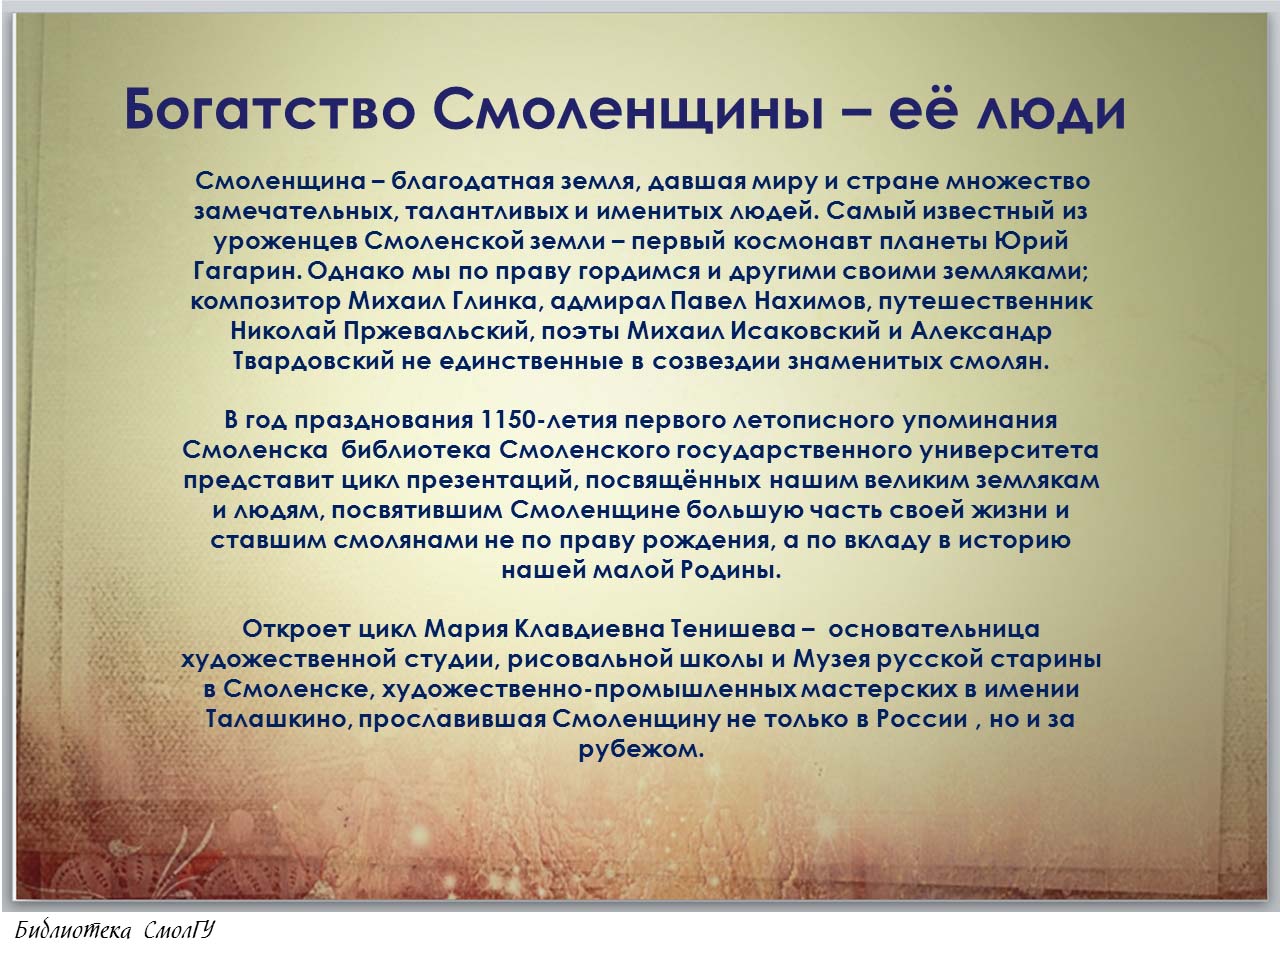 Богатство Смоленщины – её люди
Смоленщина – благодатная земля, давшая миру и стране множество
замечательных, талантливых и именитых людей. Самый известный из
уроженцев Смоленской земли – первый космонавт планеты Юрий
Гагарин. Однако мы по праву гордимся и другими своими земляками;
композитор Михаил Глинка, адмирал Павел Нахимов, путешественник
Николай Пржевальский, поэты Михаил Исаковский и Александр
Твардовский не единственные в созвездии знаменитых смолян.
В год празднования 1150-летия первого летописного упоминания
Смоленска  библиотека Смоленского государственного университета
представит цикл презентаций, посвящённых нашим великим землякам
и людям, посвятившим Смоленщине большую часть своей жизни и
ставшим смолянами не по праву рождения, а по вкладу в историю
нашей малой Родины.
Откроет цикл Мария Клавдиевна Тенишева –  основательница
художественной студии, рисовальной школы и Музея русской старины
в Смоленске, художественно-промышленных мастерских в имении
Талашкино, прославившая Смоленщину не только в России , но и за
рубежом.
Библиотека СмолГУ